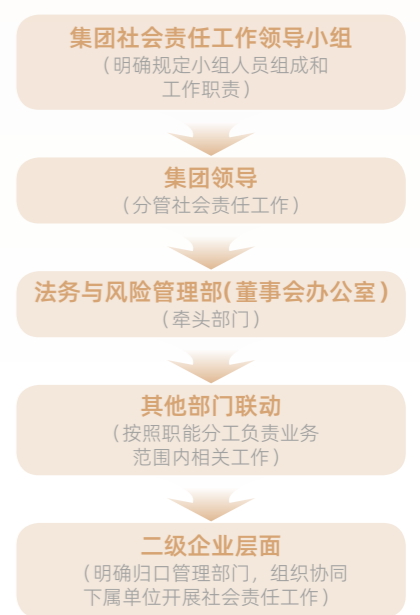 集团社会责任工作领导小组
（明确规定小组人员组成和
工作职责）
集团领导
（分管社会责任工作）
法务与风险管理部(董事会办公室）
（牵头部门）
其他部门联动
（按照职能分工负责业务
范围内相关工作）
二级企业层面
（明确归口管理部门，组织协同
下属单位开展社会责任工作）